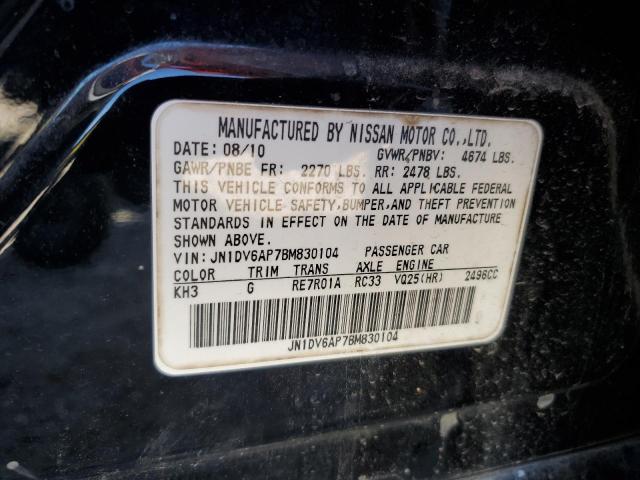 MANUFACTURED BY NISSAN MOTOR CO.,LTD.
DATE: 08/10 GVWR/PNBV: 4674 LBS.
GAWR/PNBE FR: 2270 LBS. RR: 2478 LBS.
THIS VEHICLE CONFORMS TO ALL APPLICABLE FEDERAL
MOTOR VEHICLE SAFETY,BUMPER,AND THEFT PREVENTION
STANDARDS IN EFFECT ON THE DATE OF MANUFACTURE
SHOWN ABOVE.
VIN: JN1DV6AP7BM830104 PASSENGER CAR
COLOR TRIM TRANS AXLE ENGINE
KH3 G RE7R01A RC33 VQ25(HR) 2496CC
JN1DV6AP7BM830104